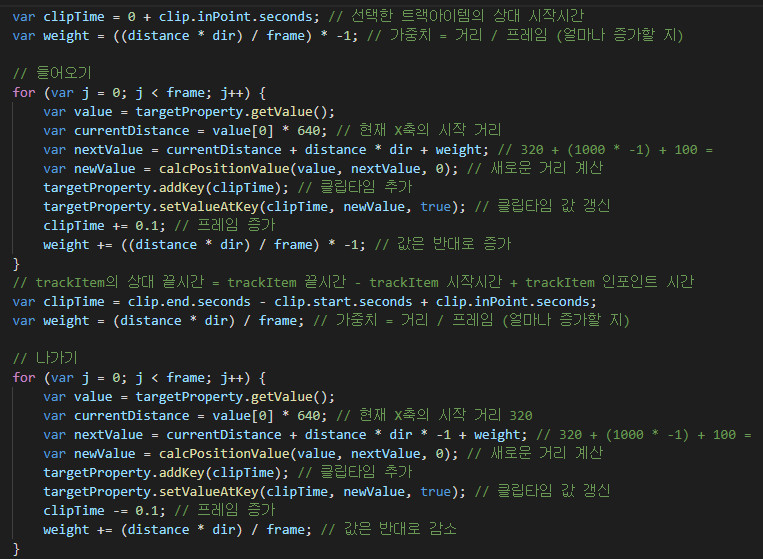 var clipTime = 0 + clip.inPoint.seconds; // 선택한 트랙아이템의 상대 시작시간
var weight = ((distance * dir) / frame) * -1; // 가중치 = 거리 / 프레임 (얼마나 증가할 지)
// 들어오기
for (var j = 0; j < frame; j++) {
var value = targetProperty.getValue();
var currentDistance = value[0] * 640; // 현재 X축의 시작 거리
var nextValue = currentDistance + distance * dir + weight; // 320 + (1000 * -1) + 100 =
var newValue = calcPositionValue(value, nextValue, 0); // 새로운 거리 계산
targetProperty.addKey(clipTime); // 클립타임 추가
targetProperty.setValueAtKey(clipTime, newValue, true); // 클립타임 값 갱신
clipTime += 0.1; // 프레임 증가
weight += ((distance * dir) / frame) * -1; // 값은 반대로 증가
}
// trackItem의 상대 끝시간 = trackItem 끝시간 - trackItem 시작시간 + trackItem 인포인트 시간
var clipTime = clip.end.seconds - clip.start.seconds + clip.inPoint.seconds;
var weight = (distance * dir) / frame; // 가중치 = 거리 / 프레임 (얼마나 증가할 지)
// 나가기
for (var j = 0; j < frame; j++) {
var value = targetProperty.getValue();
var currentDistance = value[0] * 640; // 현재 X축의 시작 거리 320
var nextValue = currentDistance + distance * dir * -1 + weight; // 320 + (1000 * -1) + 100 =
var newValue = calcPositionValue(value, nextValue, 0); // 새로운 거리 계산
targetProperty.addKey(clipTime); // 클립타임 추가
targetProperty.setValueAtKey(clipTime, newValue, true); // 클립타임 값 갱신
clipTime -= 0.1; // 프레임 증가
weight += (distance * dir) / frame; // 값은 반대로 감소
}